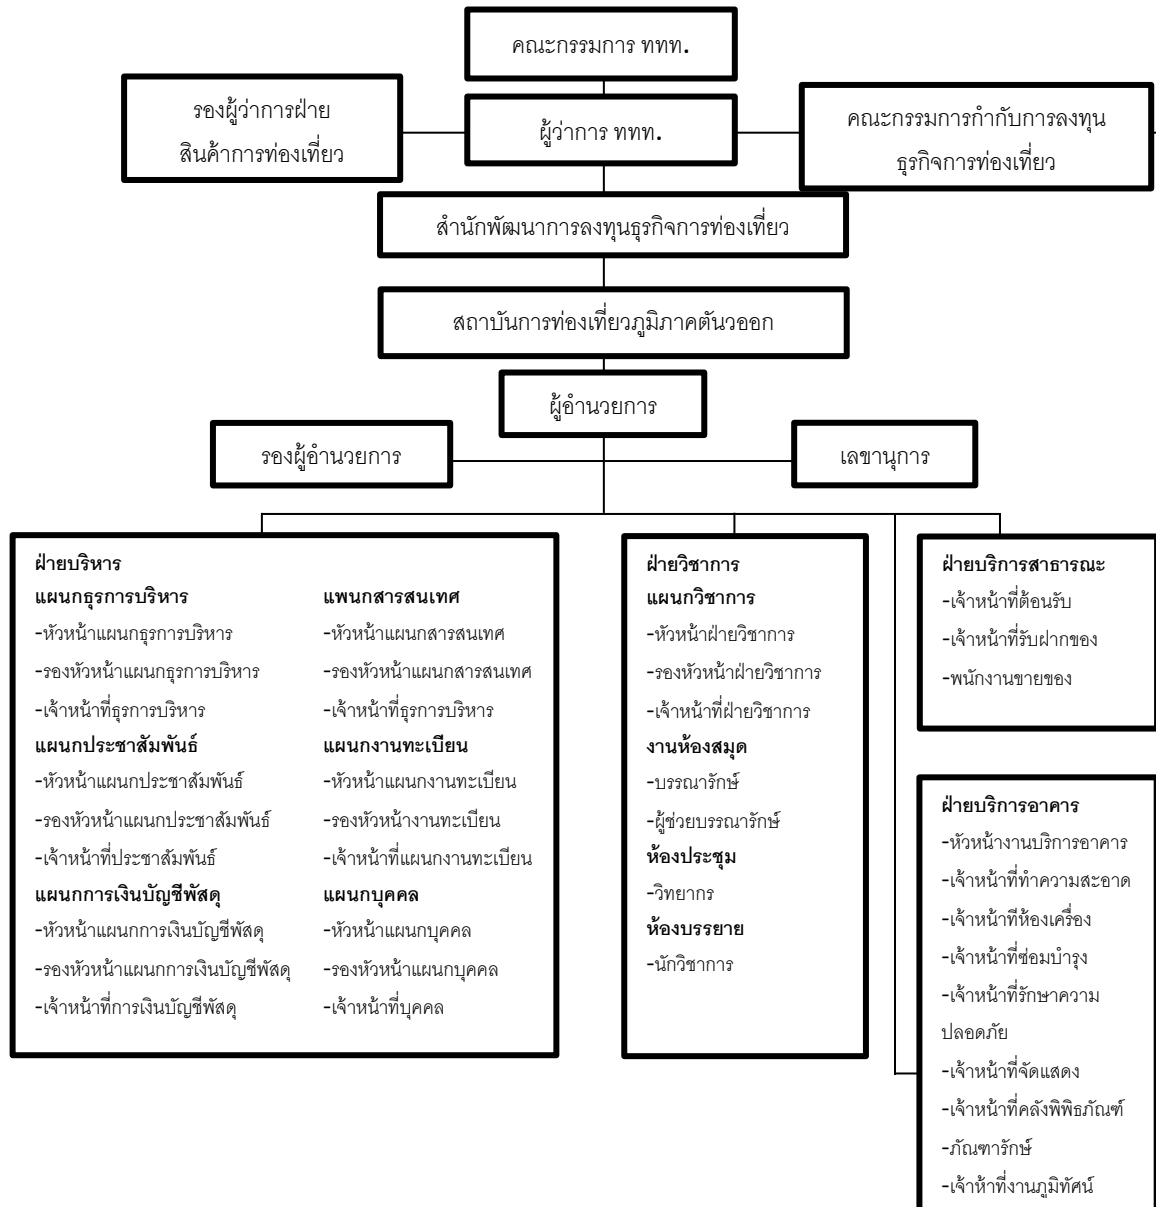 คณะกรรมการ ททท.
รองผู้ว่าการฝ่าย
สินค้าการท่องเที่ยว
ผู้ว่าการ ททท.
คณะกรรมการกำกับการลงทุน
ธุรกิจการท่องเที่ยว
สำนักพัฒนาการลงทุนธุรกิจการท่องเที่ยว
สถาบันการท่องเที่ยวภูมิภาคตันวออก
ผู้อำนวยการ
รองผู้อำนวยการ
เลขานุการ
ฝ่ายบริหาร
แผนกธุรการบริหาร
-หัวหน้าแผนกธุรการบริหาร
-รองหัวหน้าแผนกธุรการบริหาร
-เจ้าหน้าที่ธุรการบริหาร
แผนกประชาสัมพันธ์
-หัวหน้าแผนกประชาสัมพันธ์
-รองหัวหน้าแผนกประชาสัมพันธ์
-เจ้าหน้าที่ประชาสัมพันธ์
แผนกการเงินบัญชีพัสดุ
-หัวหน้าแผนกการเงินบัญชีพัสดุ
-รองหัวหน้าแผนกการเงินบัญชีพัสดุ
-เจ้าหน้าที่การเงินบัญชีพัสดุ
แพนกสารสนเทศ
-หัวหน้าแผนกสารสนเทศ
-รองหัวหน้าแผนกสารสนเทศ
-เจ้าหน้าที่ธุรการบริหาร
แผนกงานทะเบียน
-หัวหน้าแผนกงานทะเบียน
-รองหัวหน้างานทะเบียน
-เจ้าหน้าที่แผนกงานทะเบียน
แผนกบุคคล
-หัวหน้าแผนกบุคคล
-รองหัวหน้าแผนกบุคคล
-เจ้าหน้าที่บุคคล
ฝ่ายวิชาการ
แผนกวิชาการ
-หัวหน้าฝ่ายวิชาการ
-รองหัวหน้าฝ่ายวิชาการ
-เจ้าหน้าที่ฝ่ายวิชาการ
งานห้องสมุด
-บรรณารักษ์
-ผู้ช่วยบรรณารักษ์
ห้องประชุม
-วิทยากร
ห้องบรรยาย
-นักวิชาการ
ฝ่ายบริการสาธารณะ
-เจ้าหน้าที่ต้อนรับ
-เจ้าหน้าที่รับฝากของ
-พนักงานขายของ
ฝ่ายบริการอาคาร
-หัวหน้างานบริการอาคาร
-เจ้าหน้าที่ทำความสะอาด
-เจ้าหน้าทีห้องเครื่อง
-เจ้าหน้าที่ซ่อมบำรุง
-เจ้าหน้าที่รักษาความ
ปลอดภัย
-เจ้าหน้าที่จัดแสดง
-เจ้าหน้าที่คลังพิพิธภัณฑ์
-ภัณฑารักษ์
-เจ้าห้าที่งานภูมิทัศน์